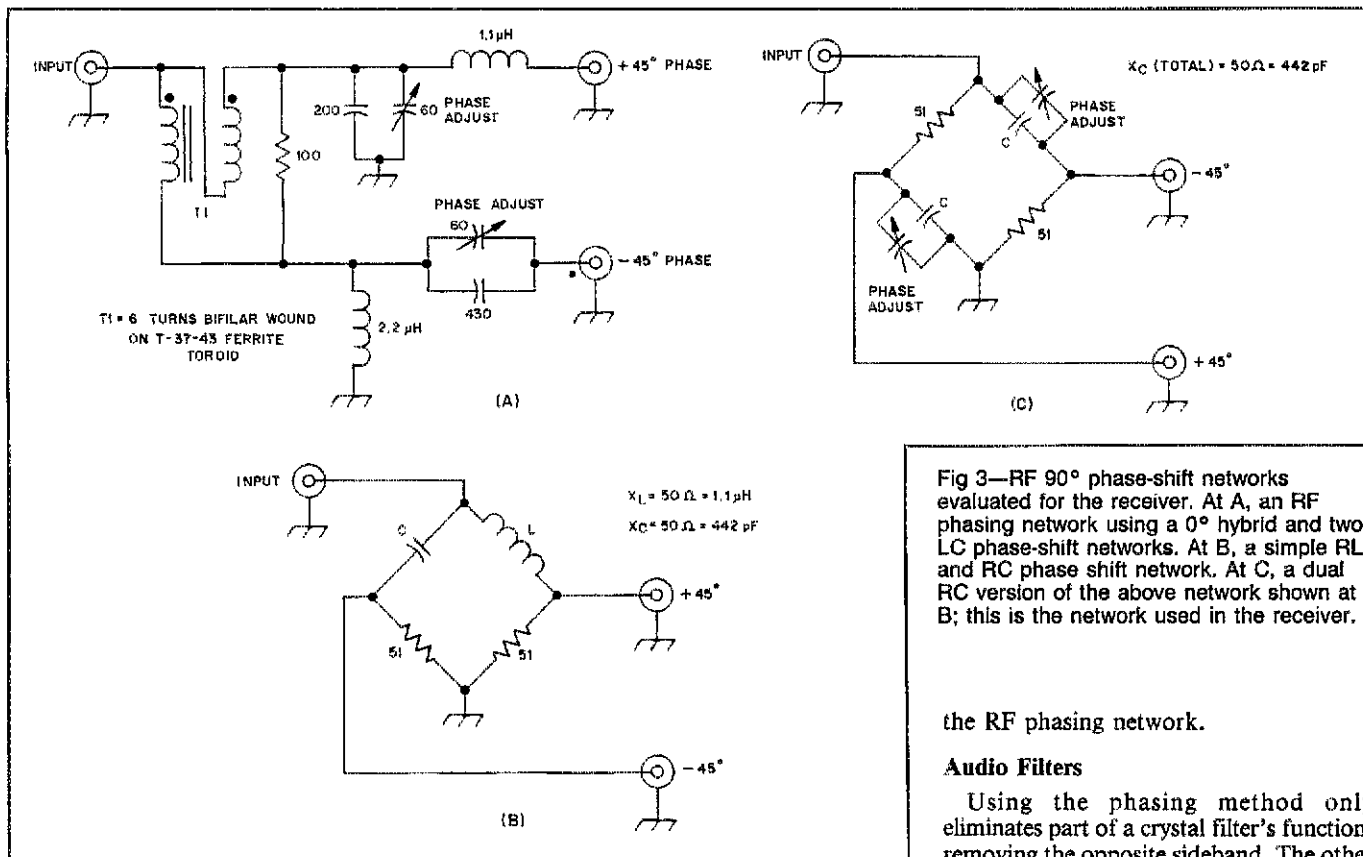 INPUT
1.1 µH
+45° PHASE
200
60
PHASE
ADJUST
100
T1
PHASE ADJUST
60
-45° PHASE
430
2.2 µH
T1 = 6 TURNS BIFILAR WOUND
ON T-37-43 FERRITE
TOROID
(A)
INPUT
XC (TOTAL) = 50Ω = 442 pF
51
PHASE
ADJUST
C
-45°
C
51
PHASE
ADJUST
+45°
(C)
INPUT
XL = 50 Ω = 1.1 µH
XC = 50 Ω = 442 pF
C
L
+45°
51
51
-45°
(B)
Fig 3—RF 90° phase-shift networks
evaluated for the receiver. At A, an RF
phasing network using a 0° hybrid and two
LC phase-shift networks. At B, a simple RL
and RC phase shift network. At C, a dual
RC version of the above network shown at
B; this is the network used in the receiver.
the RF phasing network.
Audio Filters
Using the phasing method onl
eliminates part of a crystal filter's function
removing the opposite sideband. The othe